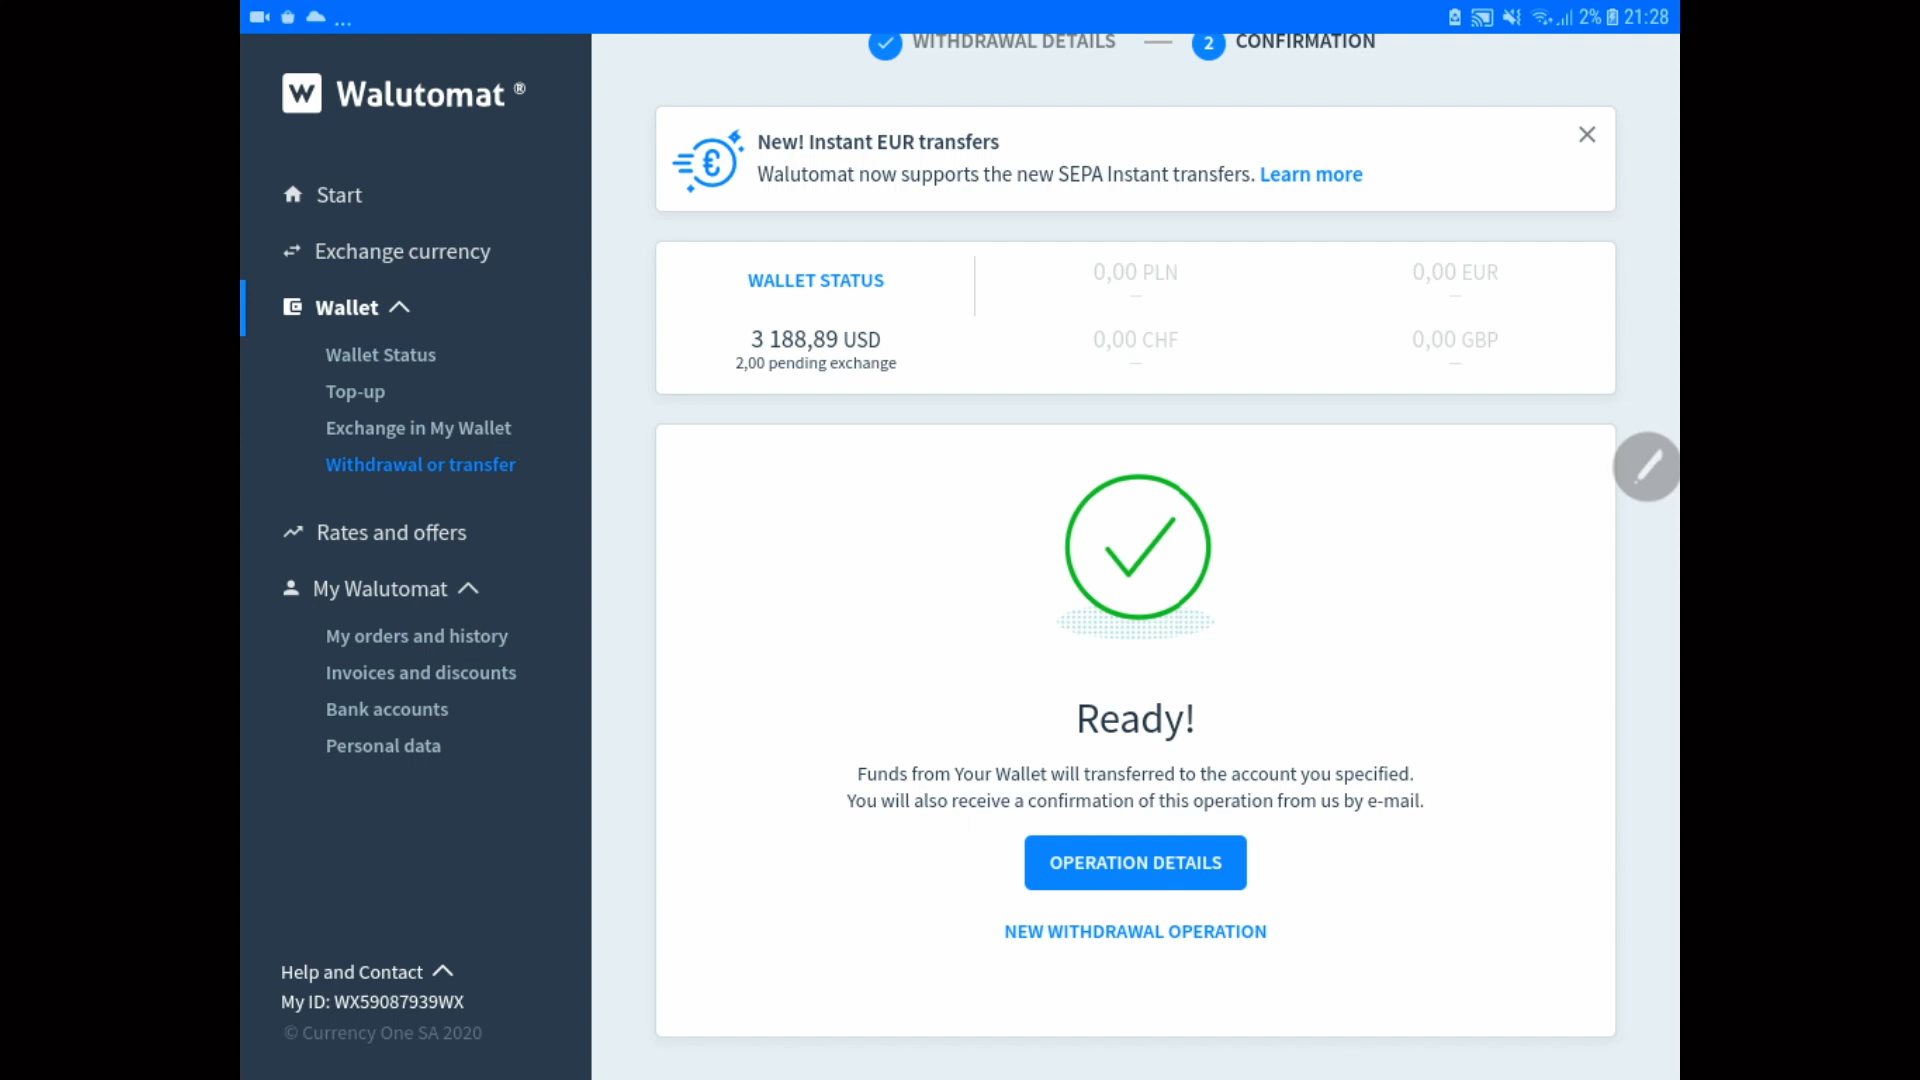 ... 2% 21:28
WITHDRAWAL DETAILS — 2 CONFIRMATION
W Walutomat ®
New! Instant EUR transfers
Walutomat now supports the new SEPA Instant transfers. Learn more
Start
Exchange currency
Wallet
Wallet Status
Top-up
Exchange in My Wallet
Withdrawal or transfer
Rates and offers
My Walutomat
My orders and history
Invoices and discounts
Bank accounts
Personal data
Help and Contact
My ID: WX59087939WX
© Currency One SA 2020
WALLET STATUS
0,00 PLN
–
0,00 EUR
–
3 188,89 USD
2,00 pending exchange
0,00 CHF
–
0,00 GBP
–
Ready!
Funds from Your Wallet will transferred to the account you specified.
You will also receive a confirmation of this operation from us by e-mail.
OPERATION DETAILS
NEW WITHDRAWAL OPERATION